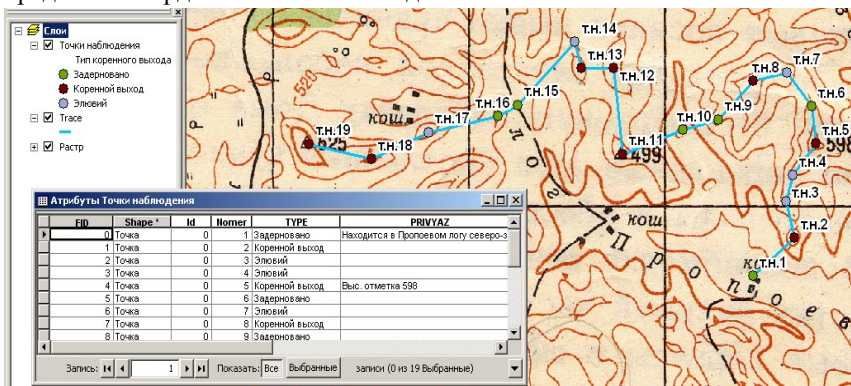 Слои
Точки наблюдения
Тип коренного выхода
Задерновано
Коренной выход
Элювий
Trace
Растр
520
т.н.14
т.н.13
т.н.12
т.н.8
т.н.7
т.н.6
т.н.5
598
т.н.16
т.н.15
т.н.10
т.н.9
кош.
т.н.19
525
т.н.18
т.н.17
т.н.11
499
т.н.4
т.н.3
т.н.2
т.н.1
л о г
кош
П р о п о е в
Атрибуты Точки наблюдения
FID Shape * Id Nomer TYPE PRIVYAZ
0 Точка 0 1 Задерновано Находится в Пропоевом логу северо-з
1 Точка 0 2 Коренной выход
2 Точка 0 3 Элювий
3 Точка 0 4 Элювий
4 Точка 0 5 Коренной выход Выс. отметка 598
5 Точка 0 6 Задерновано
6 Точка 0 7 Элювий
7 Точка 0 8 Коренной выход
8 Точка 0 9 Задерновано
Запись: 1 Показать: Все Выбранные записи (0 из 19 Выбранные)